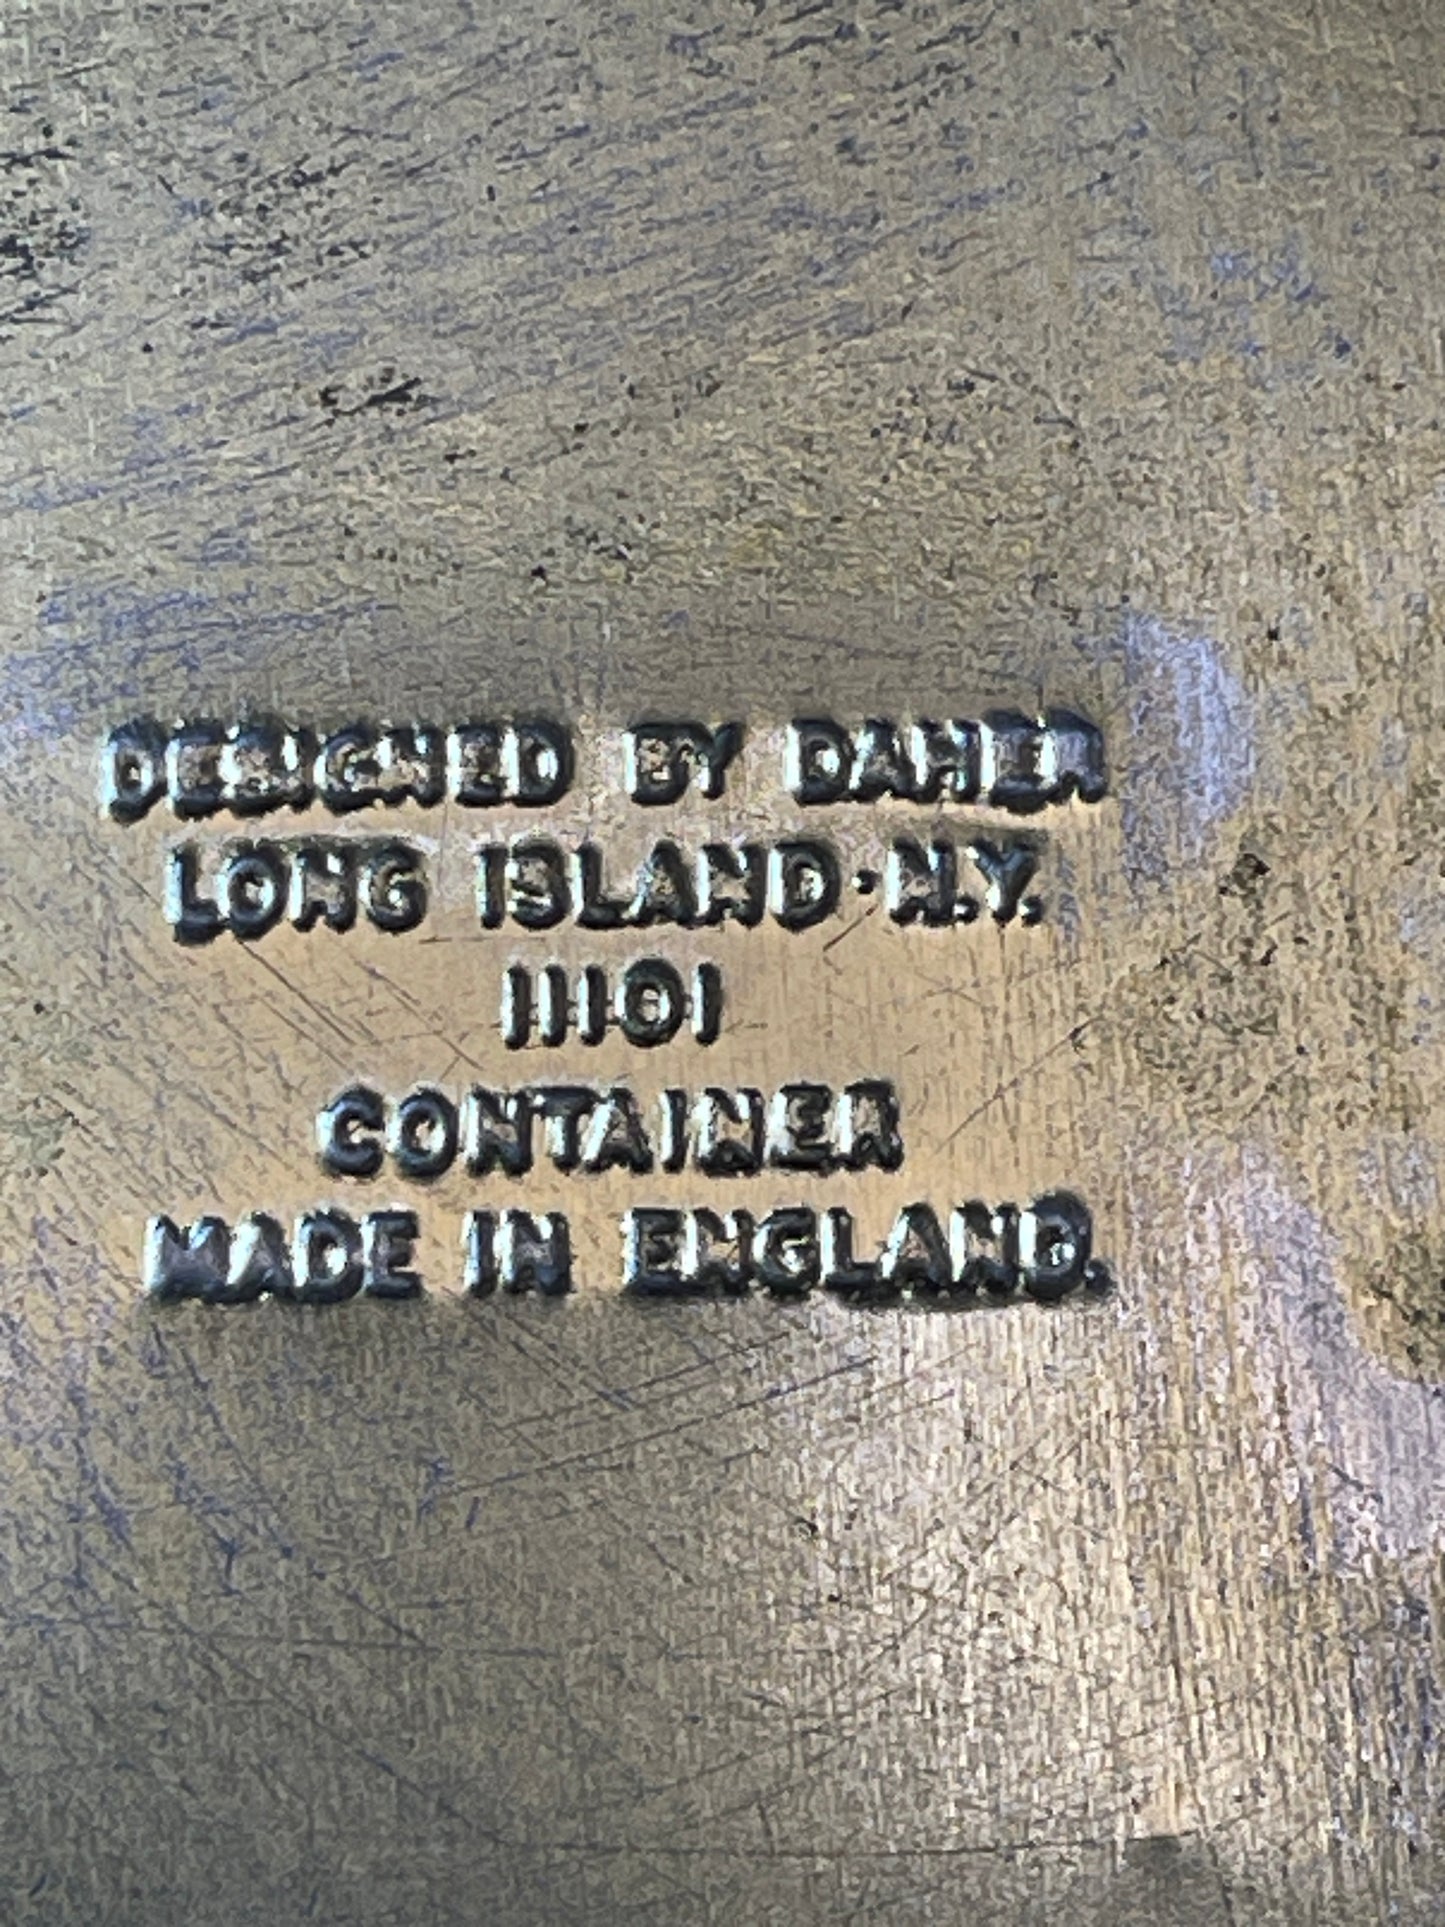 DESIGNED BY DAHER
LONG ISLAND·N.Y.
11101
CONTAINER
MADE IN ENGLAND.